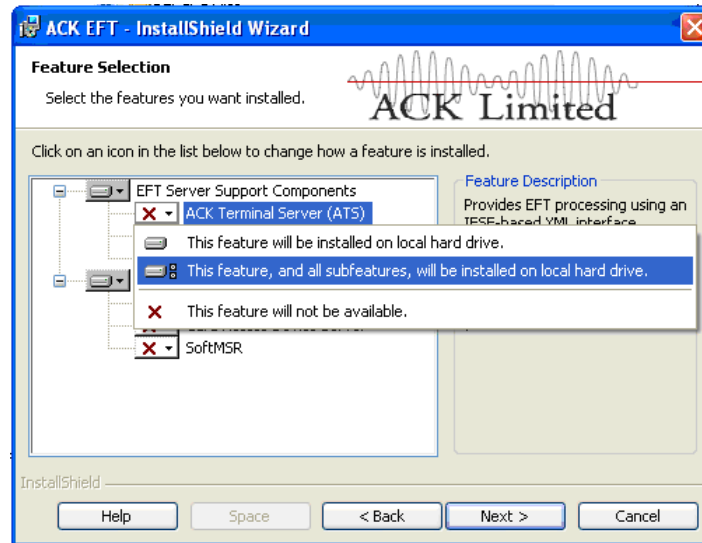 ACK EFT - InstallShield Wizard
Feature Selection
Select the features you want installed.
ACK Limited
Click on an icon in the list below to change how a feature is installed.
EFT Server Support Components
ACK Terminal Server (ATS)
Feature Description
Provides EFT processing using an
IFSF-based XML interface
This feature will be installed on local hard drive.
This feature, and all subfeatures, will be installed on local hard drive.
This feature will not be available.
SoftMSR
InstallShield
Help
Space
< Back
Next >
Cancel